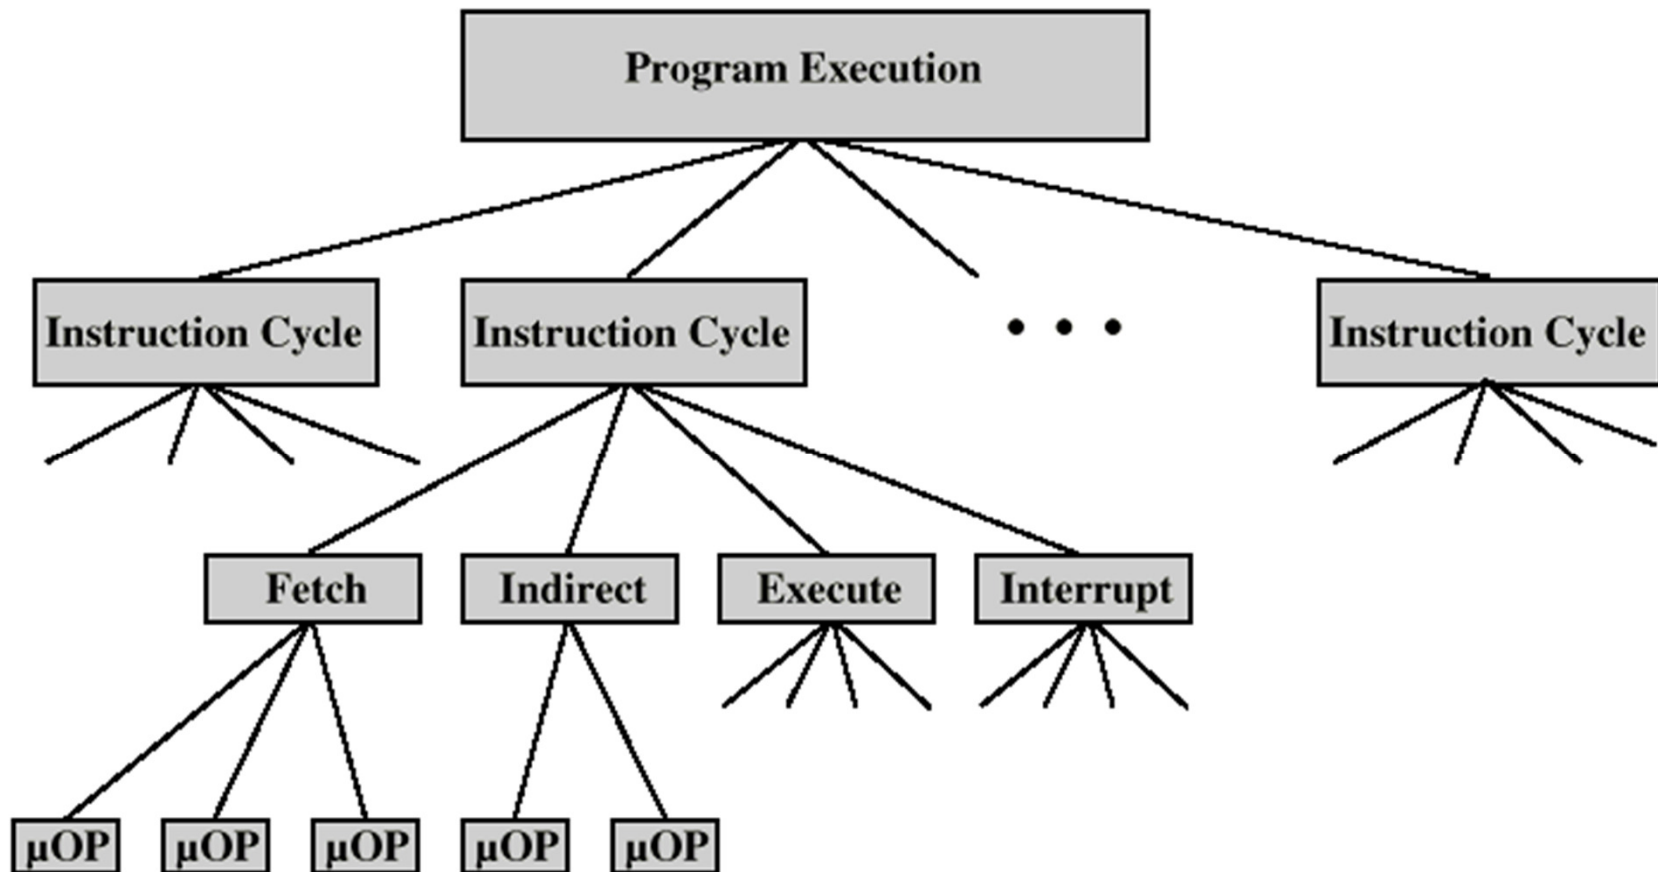 Program Execution
Instruction Cycle
Instruction Cycle
• • •
Instruction Cycle
Fetch
Indirect
Execute
Interrupt
µOP
µOP
µOP
µOP
µOP